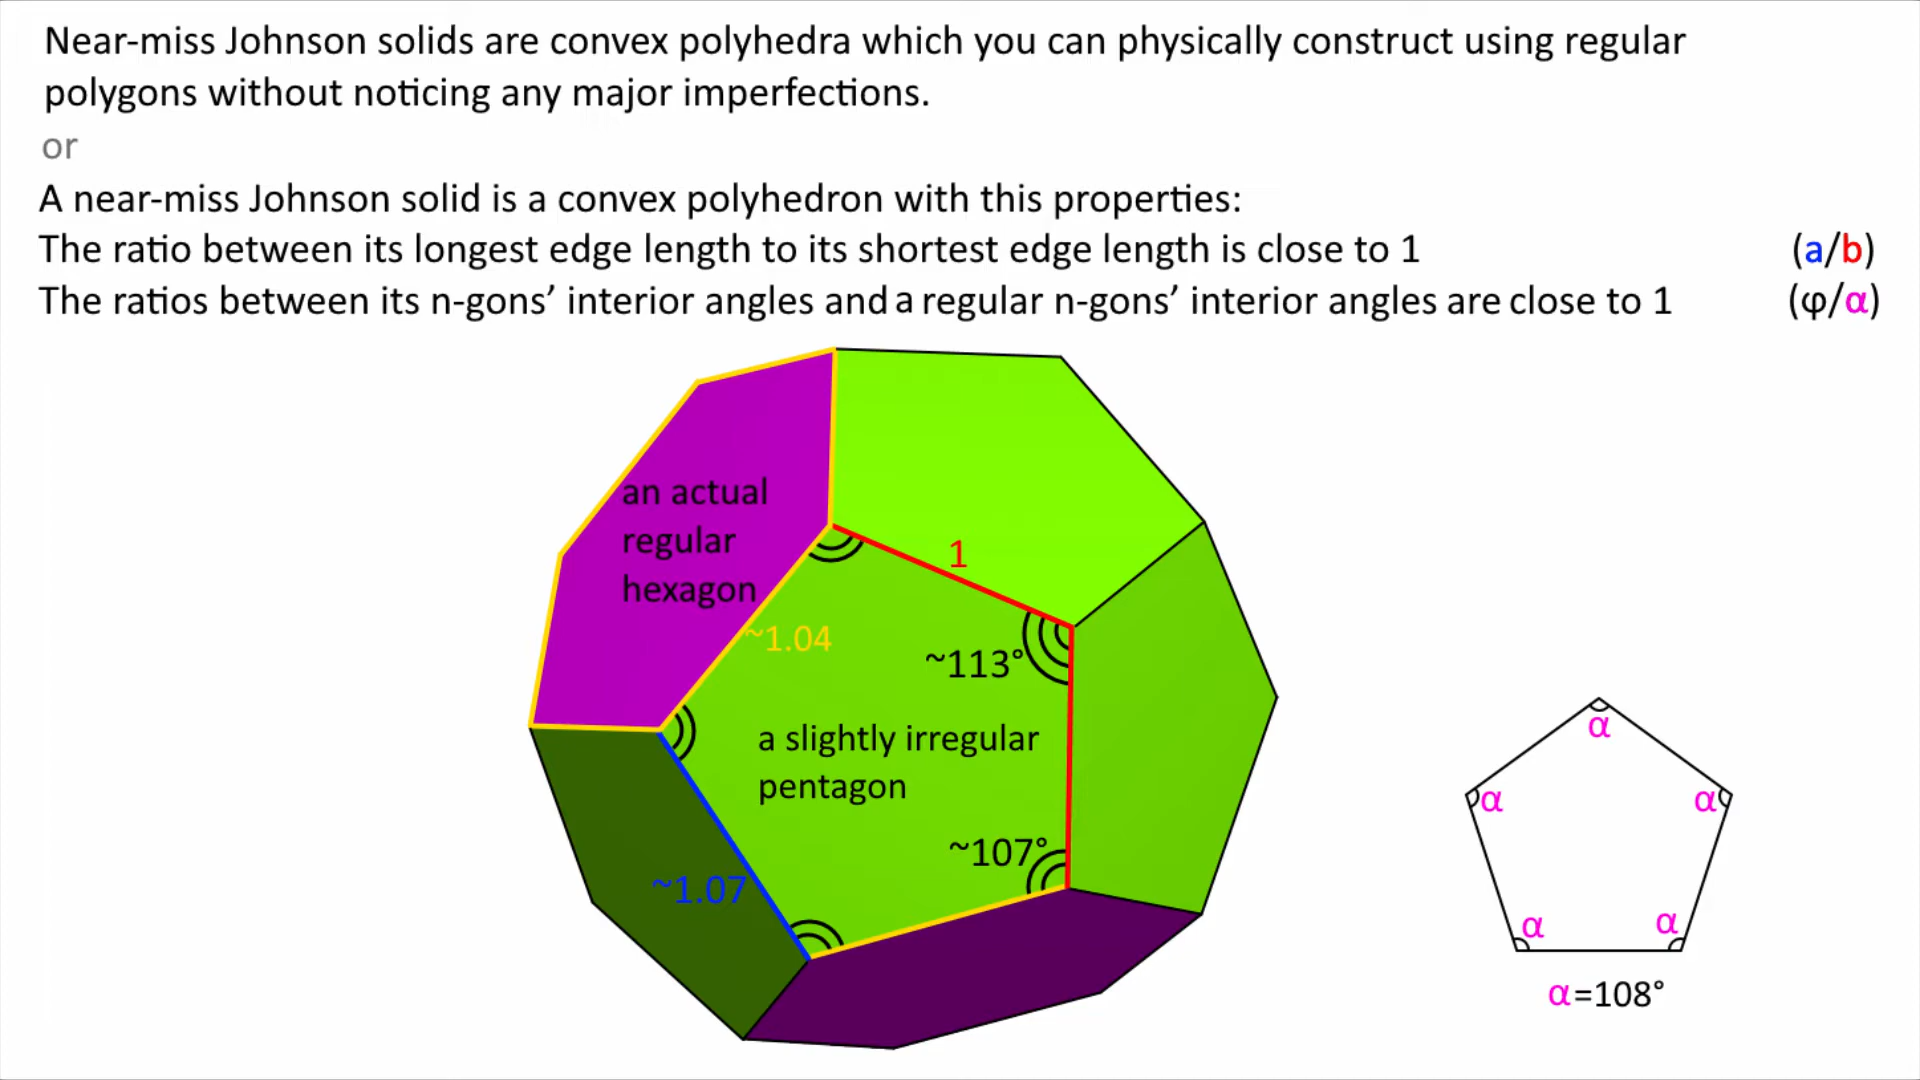 Near-miss Johnson solids are convex polyhedra which you can physically construct using regular
polygons without noticing any major imperfections.
or
A near-miss Johnson solid is a convex polyhedron with this properties:
The ratio between its longest edge length to its shortest edge length is close to 1 (a/b)
The ratios between its n-gons’ interior angles and a regular n-gons’ interior angles are close to 1 (φ/α)
an actual
regular
hexagon
1
~1.04
~113°
a slightly irregular
pentagon
~107°
~1.07
α
α α
α α
α=108°